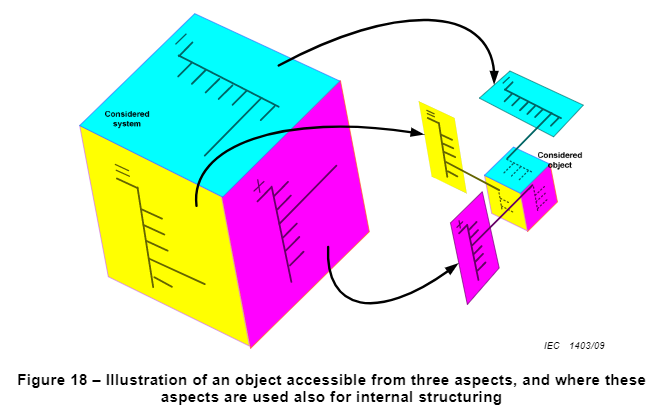 Considered
system
Considered
object
IEC 1403/09
Figure 18 – Illustration of an object accessible from three aspects, and where these
aspects are used also for internal structuring